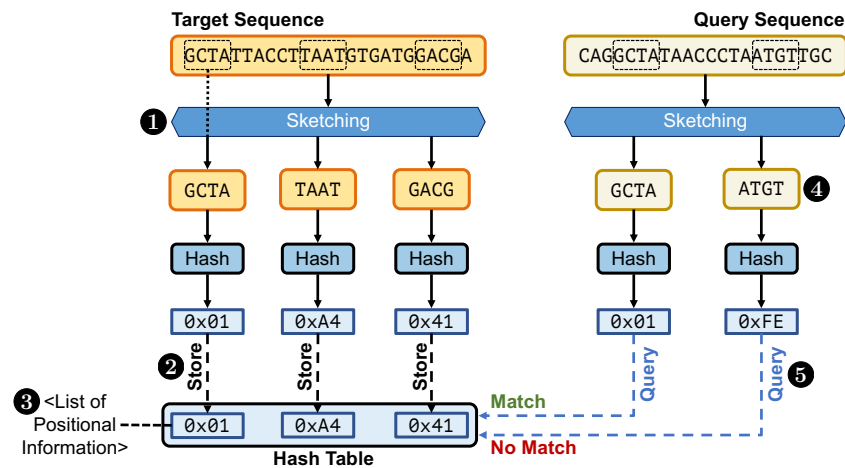 Target Sequence
Query Sequence
GCTATTACCTTAATGTGATGGACGA
CAGGCTATAACCCTAATGTTGC
1
Sketching
Sketching
GCTA
TAAT
GACG
GCTA
ATGT
4
Hash
Hash
Hash
Hash
Hash
0x01
0xA4
0x41
0x01
0xFE
2
Store
Store
Store
Query
Query
5
3
<List of
Positional
Information>
0x01
0xA4
0x41
Match
No Match
Hash Table